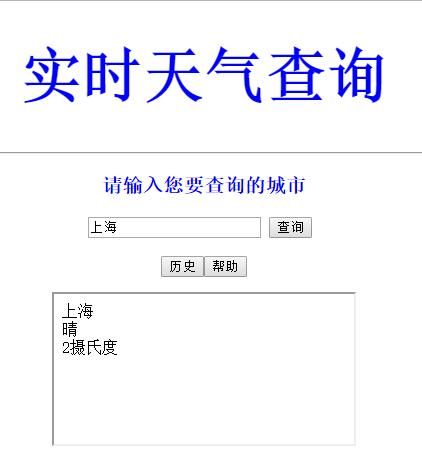 实时天气查询
请输入您要查询的城市
上海 查询
历史 帮助
上海
晴
2摄氏度